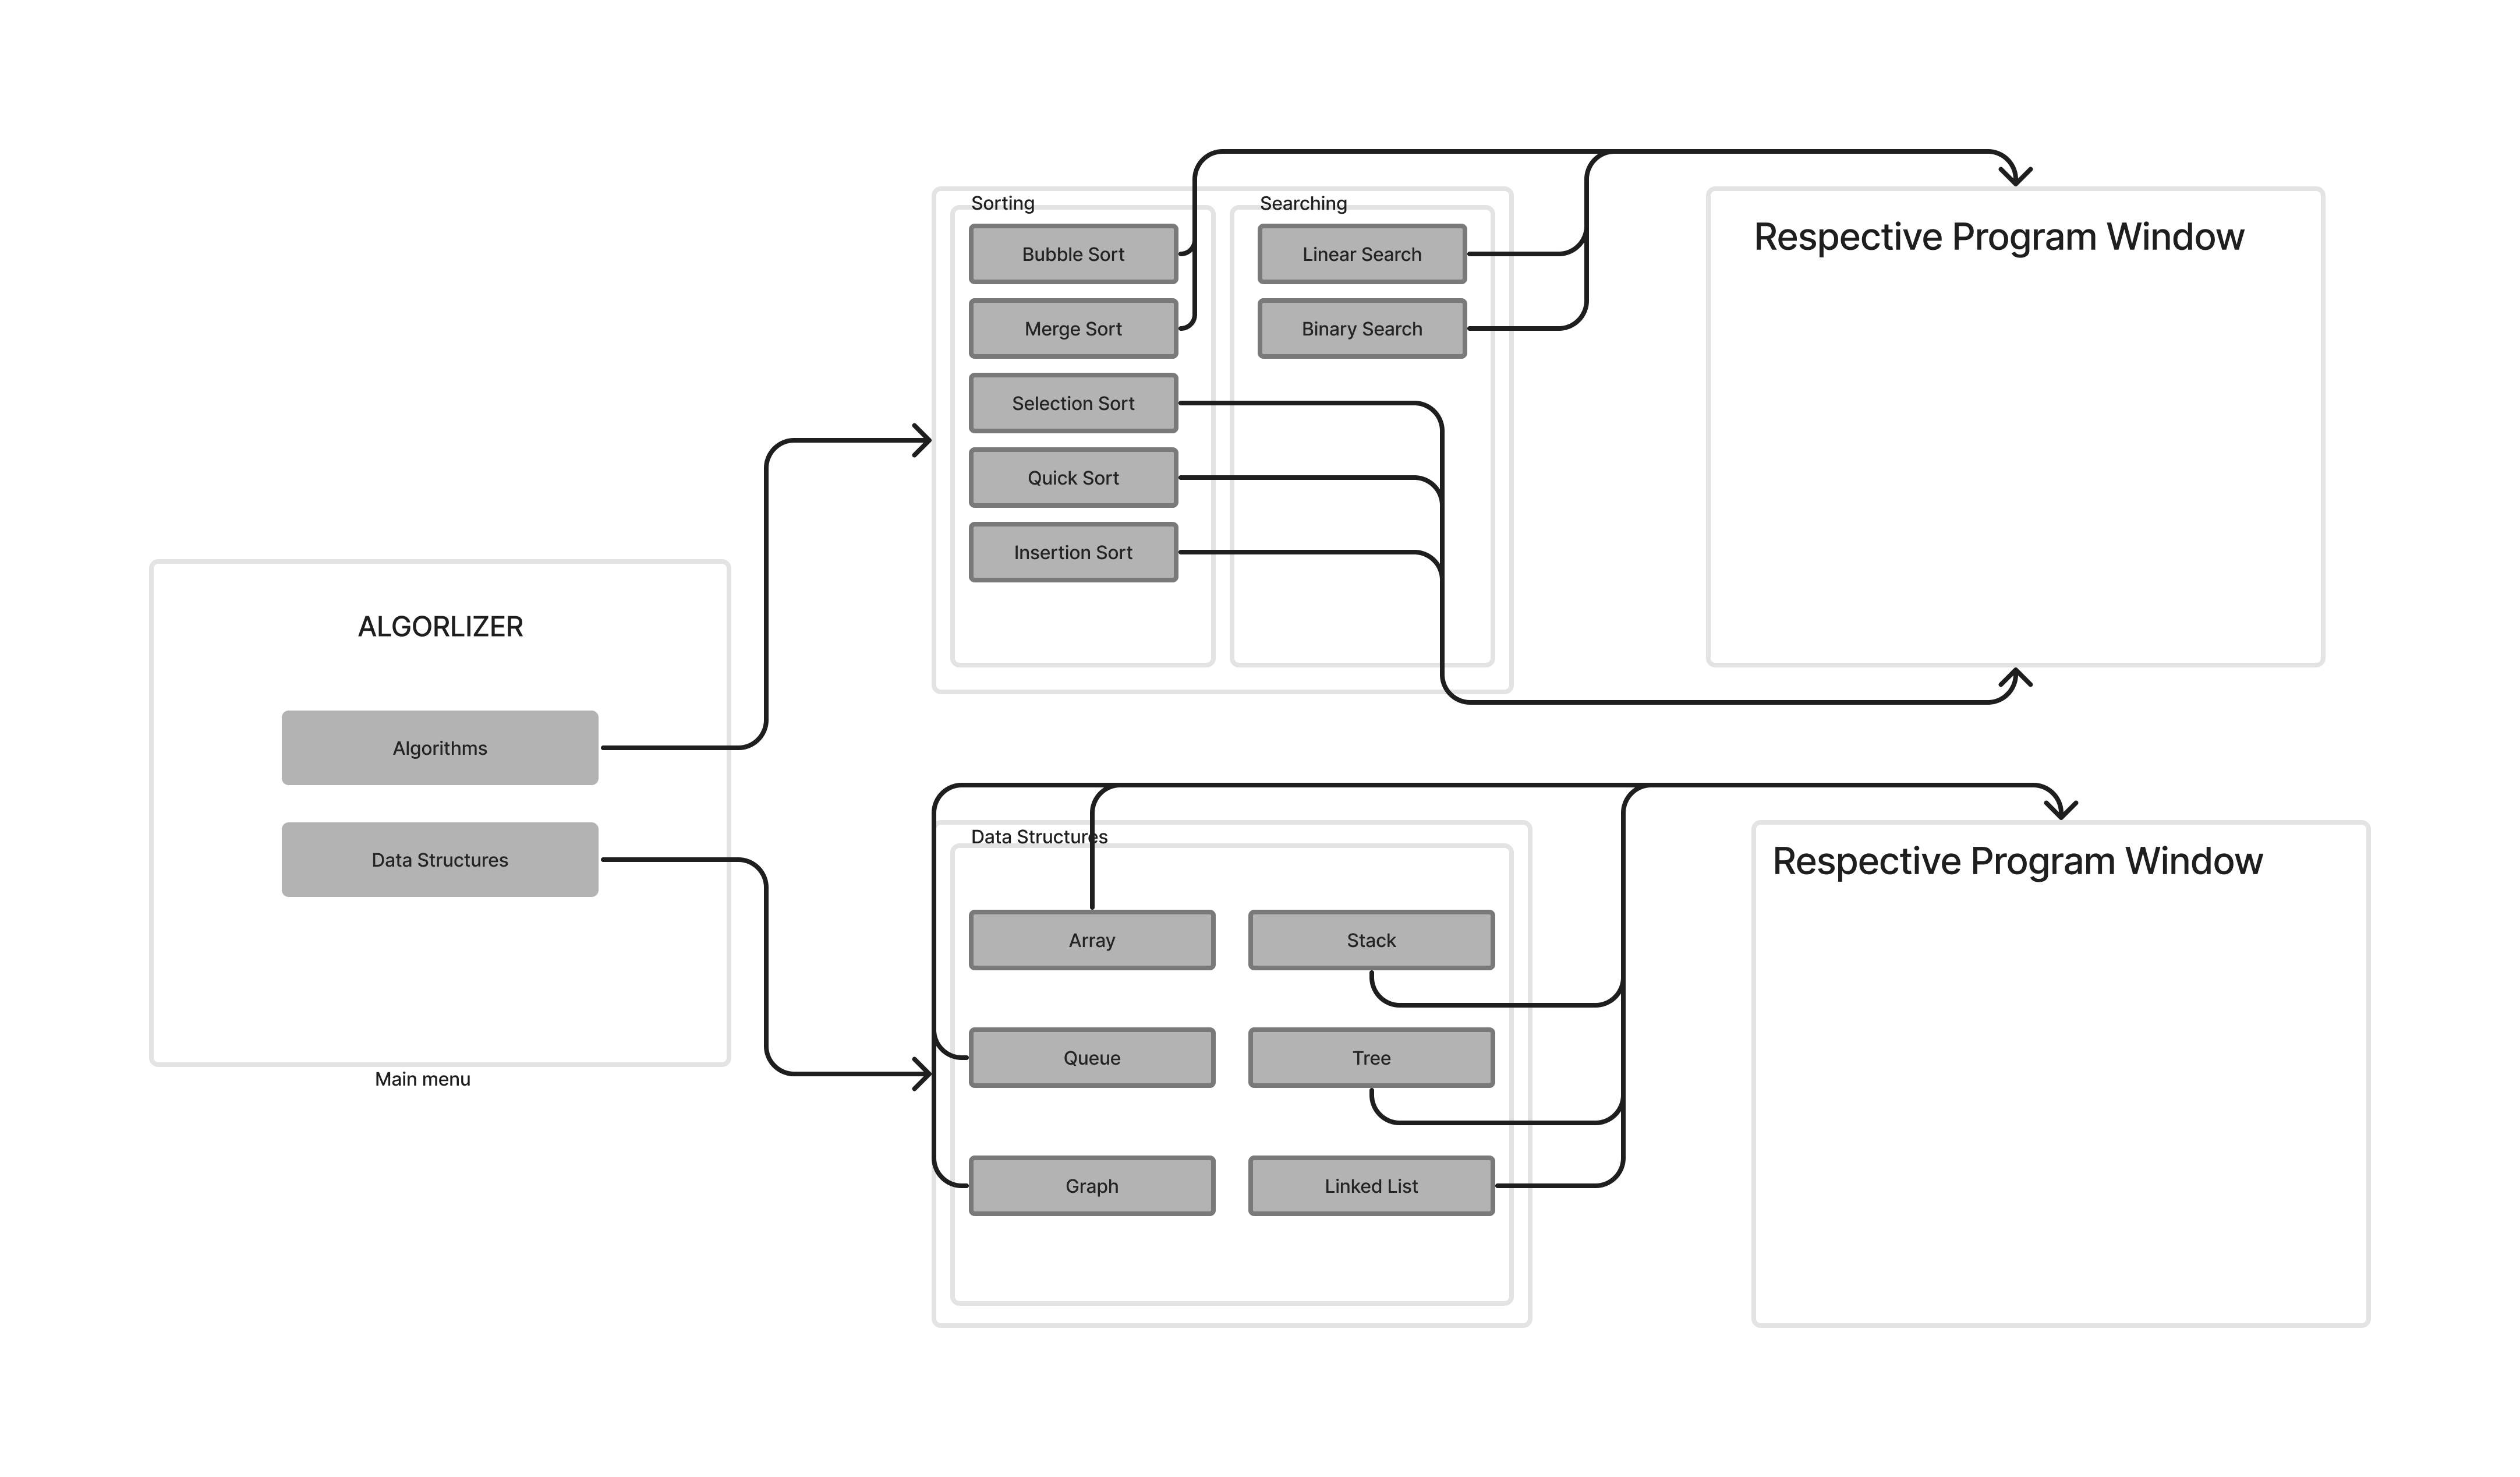 ALGORLIZER
Algorithms
Data Structures
Main menu
Sorting
Bubble Sort
Merge Sort
Selection Sort
Quick Sort
Insertion Sort
Searching
Linear Search
Binary Search
Respective Program Window
Data Structures
Array
Stack
Queue
Tree
Graph
Linked List
Respective Program Window